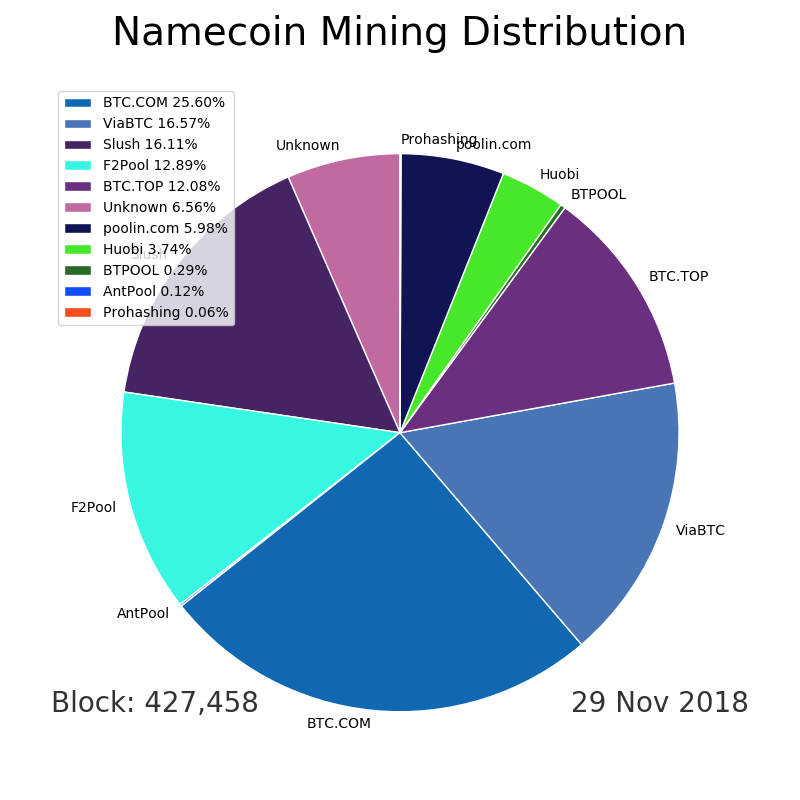 Namecoin Mining Distribution
BTC.COM 25.60%
ViaBTC 16.57%
Slush 16.11%
F2Pool 12.89%
BTC.TOP 12.08%
Unknown 6.56%
poolin.com 5.98%
Huobi 3.74%
BTPOOL 0.29%
AntPool 0.12%
Prohashing 0.06%
Unknown
Prohashing
poolin.com
Huobi
BTPOOL
Slush
BTC.TOP
F2Pool
ViaBTC
AntPool
BTC.COM
Block: 427,458
29 Nov 2018